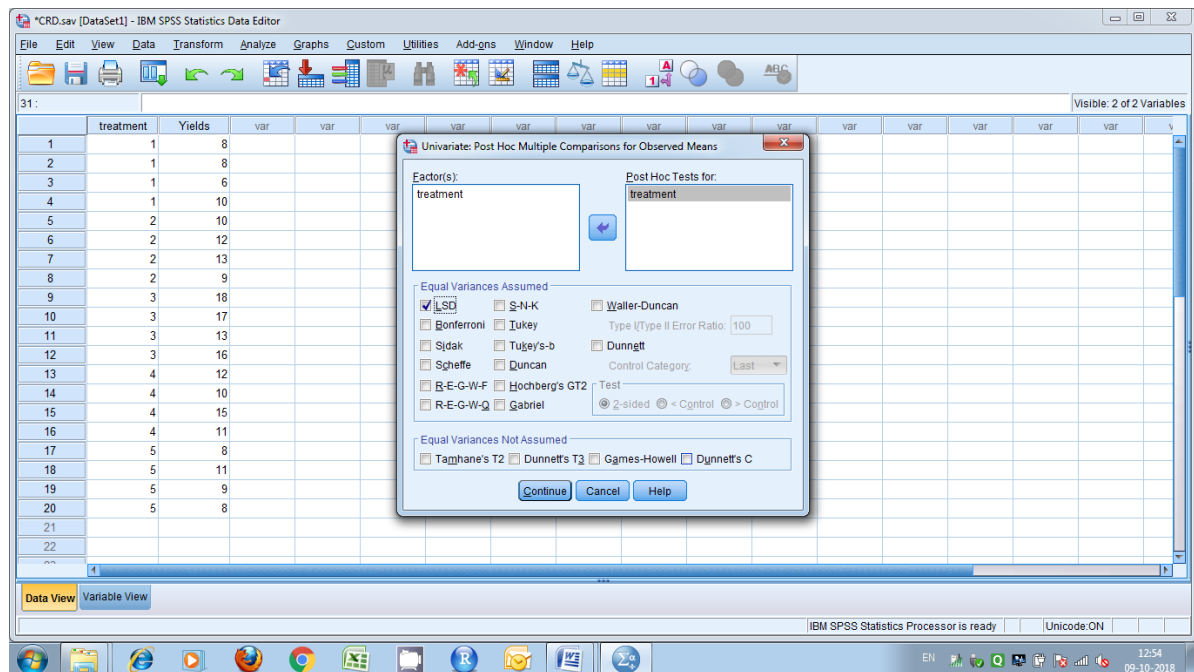 *CRD.sav [DataSet1] - IBM SPSS Statistics Data Editor
File Edit View Data Transform Analyze Graphs Custom Utilities Add-ons Window Help
31 :
Visible: 2 of 2 Variables
treatment Yields var var var var var var var var var var var var var var
1 1 8
2 1 8
3 1 6
4 1 10
5 2 10
6 2 12
7 2 13
8 2 9
9 3 18
10 3 17
11 3 13
12 3 16
13 4 12
14 4 10
15 4 15
16 4 11
17 5 8
18 5 11
19 5 9
20 5 8
21
22
Univariate: Post Hoc Multiple Comparisons for Observed Means
Factor(s): Post Hoc Tests for:
treatment treatment
Equal Variances Assumed
LSD S-N-K Waller-Duncan
Bonferroni Tukey Type I/Type II Error Ratio: 100
Sidak Tukey's-b Dunnett
Scheffe Duncan Control Category: Last
R-E-G-W-F Hochberg's GT2 Test
R-E-G-W-Q Gabriel 2-sided < Control > Control
Equal Variances Not Assumed
Tamhane's T2 Dunnett's T3 Games-Howell Dunnett's C
Continue Cancel Help
Data View Variable View
IBM SPSS Statistics Processor is ready Unicode:ON
EN 12:54
09-10-2018